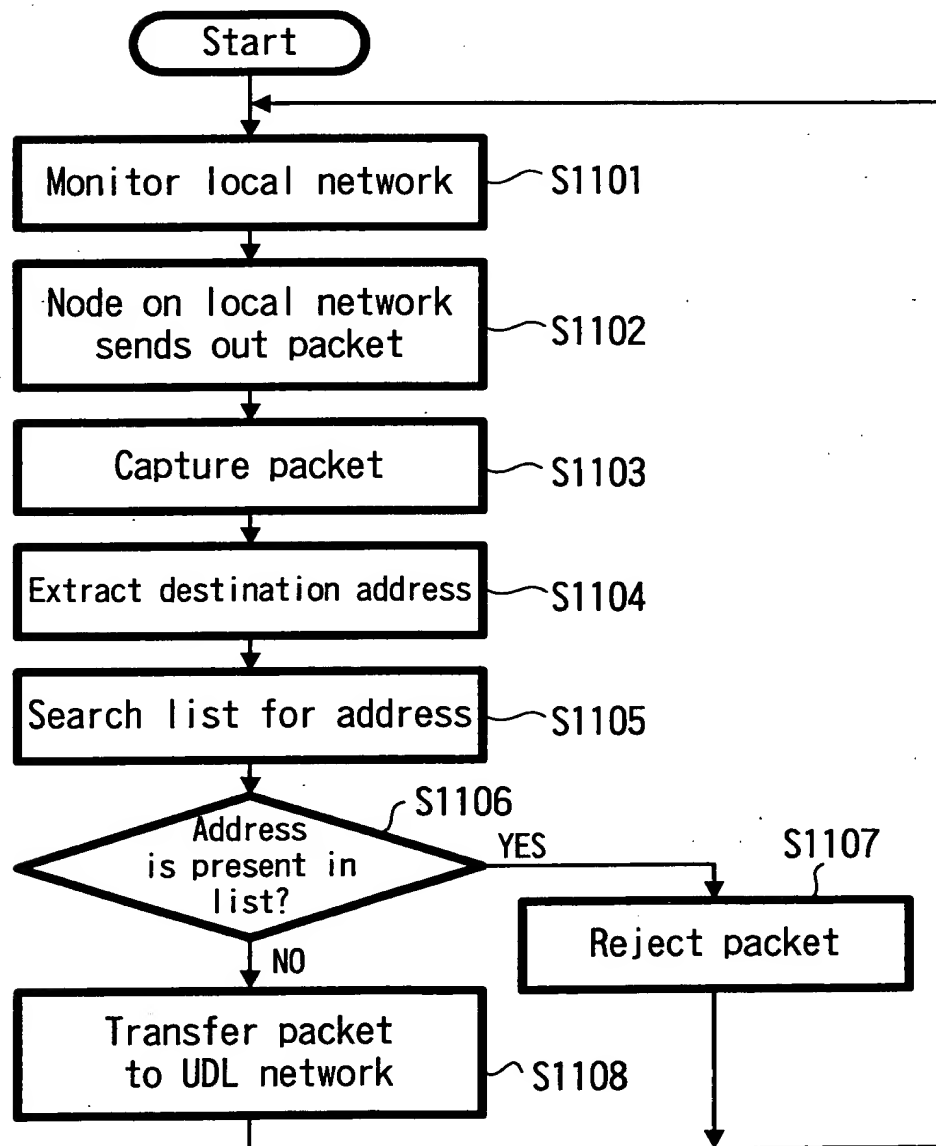 Start
Monitor local network
S1101
Node on local network
sends out packet
S1102
Capture packet
S1103
Extract destination address
S1104
Search list for address
S1105
S1106
Address
is present in
list?
YES
S1107
Reject packet
NO
Transfer packet
to UDL network
S1108